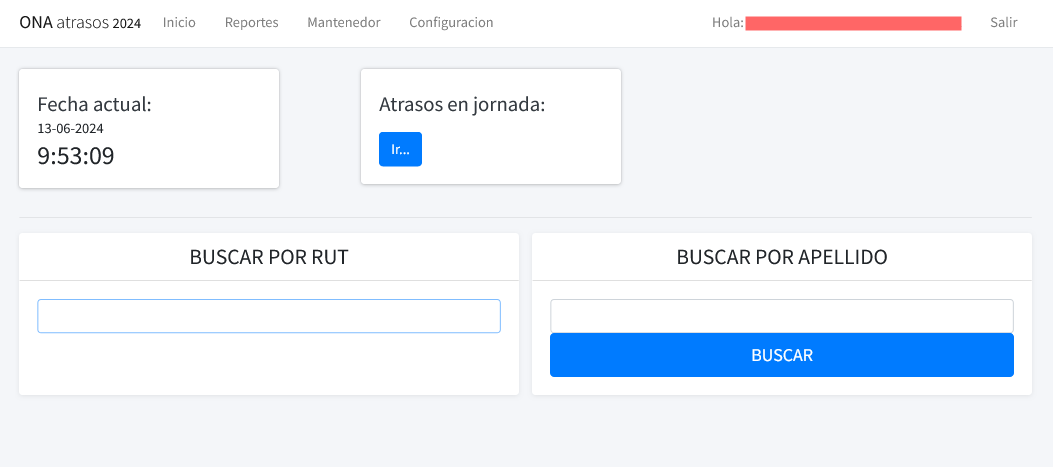 ONA atrasos 2024 Inicio Reportes Mantenedor Configuracion Hola: Salir
Fecha actual:
13-06-2024
9:53:09
Atrasos en jornada:
Ir...
BUSCAR POR RUT
BUSCAR POR APELLIDO
BUSCAR